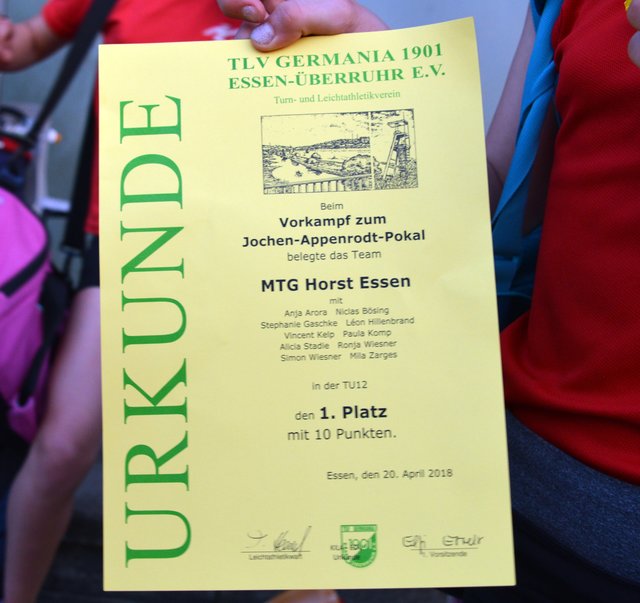 TLV GERMANIA 1901
ESSEN-ÜBERRUHR E.V.
Turn- und Leichtathletikverein
URKUNDE
Beim
Vorkampf zum
Jochen-Appenrodt-Pokal
belegte das Team
MTG Horst Essen
mit
Anja Arora Niclas Bösing
Stephanie Gaschke Léon Hillenbrand
Vincent Kelp Paula Komp
Alicia Stadie Ronja Wiesner
Simon Wiesner Mila Zarges
in der TU12
den 1. Platz
mit 10 Punkten.
Essen, den 20. April 2018
Leichtathletikwart
1901
Urkunde
1. Vorsitzende